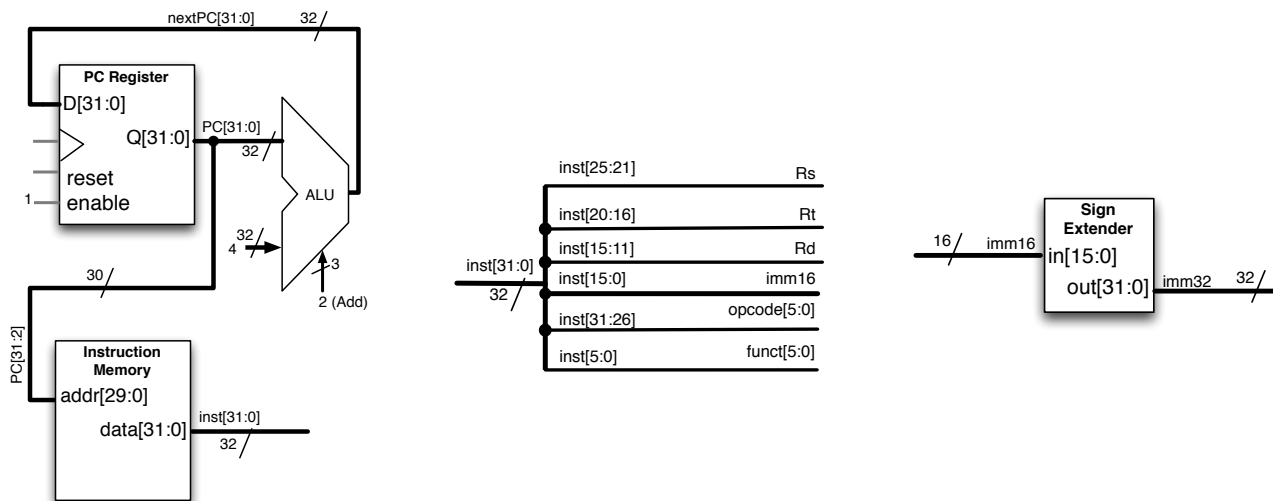 nextPC[31:0]
32
PC Register
D[31:0]
Q[31:0]
reset
1
enable
PC[31:0]
32
ALU
32
4
3
2 (Add)
30
PC[31:2]
Instruction
Memory
addr[29:0]
data[31:0]
inst[31:0]
32
inst[31:0]
32
inst[25:21]
Rs
inst[20:16]
Rt
inst[15:11]
Rd
inst[15:0]
imm16
inst[31:26]
opcode[5:0]
inst[5:0]
funct[5:0]
16
imm16
Sign
Extender
in[15:0]
out[31:0]
imm32
32